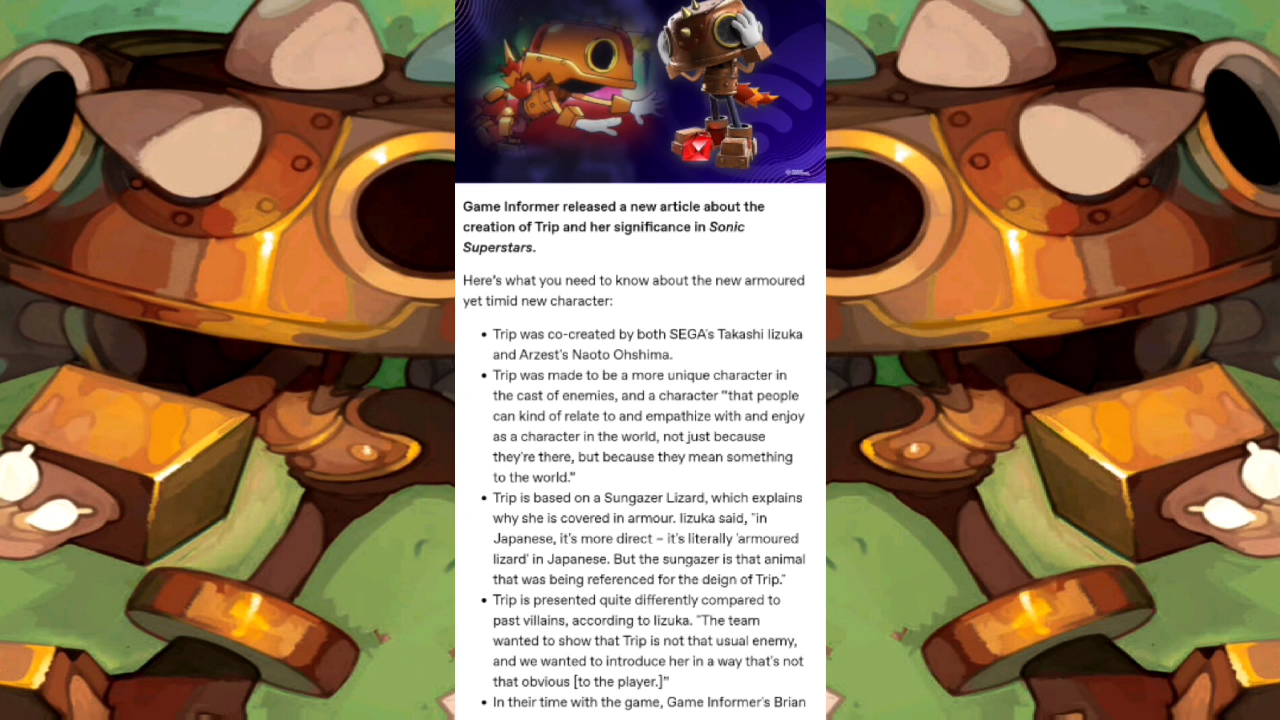 Game Informer released a new article about the
creation of Trip and her significance in Sonic
Superstars.
Here's what you need to know about the new armoured
yet timid new character:
• Trip was co-created by both SEGA's Takashi Iizuka
and Arzest's Naoto Ohshima.
• Trip was made to be a more unique character in
the cast of enemies, and a character "that people
can kind of relate to and empathize with and enjoy
as a character in the world, not just because
they're there, but because they mean something
to the world."
• Trip is based on a Sungazer Lizard, which explains
why she is covered in armour. Iizuka said, "in
Japanese, it's more direct – it's literally 'armoured
lizard' in Japanese. But the sungazer is that animal
that was being referenced for the deign of Trip."
• Trip is presented quite differently compared to
past villains, according to Iizuka. "The team
wanted to show that Trip is not that usual enemy,
and we wanted to introduce her in a way that's not
that obvious [to the player.]"
• In their time with the game, Game Informer's Brian